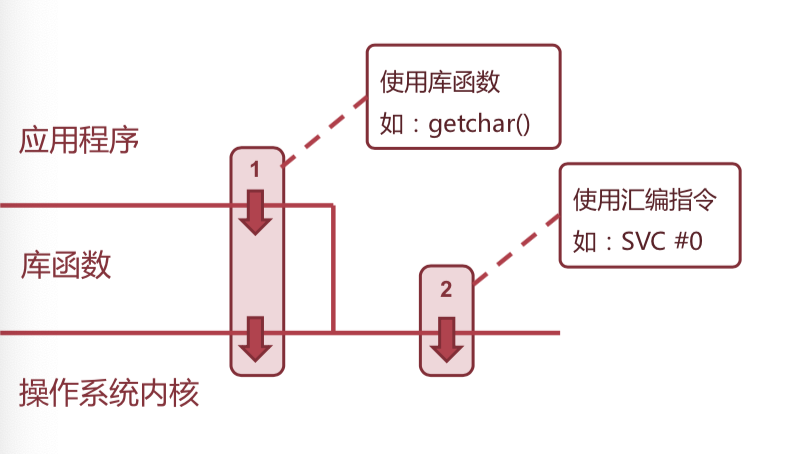 使用库函数
如：getchar()
应用程序
1
使用汇编指令
如：SVC #0
库函数
2
操作系统内核